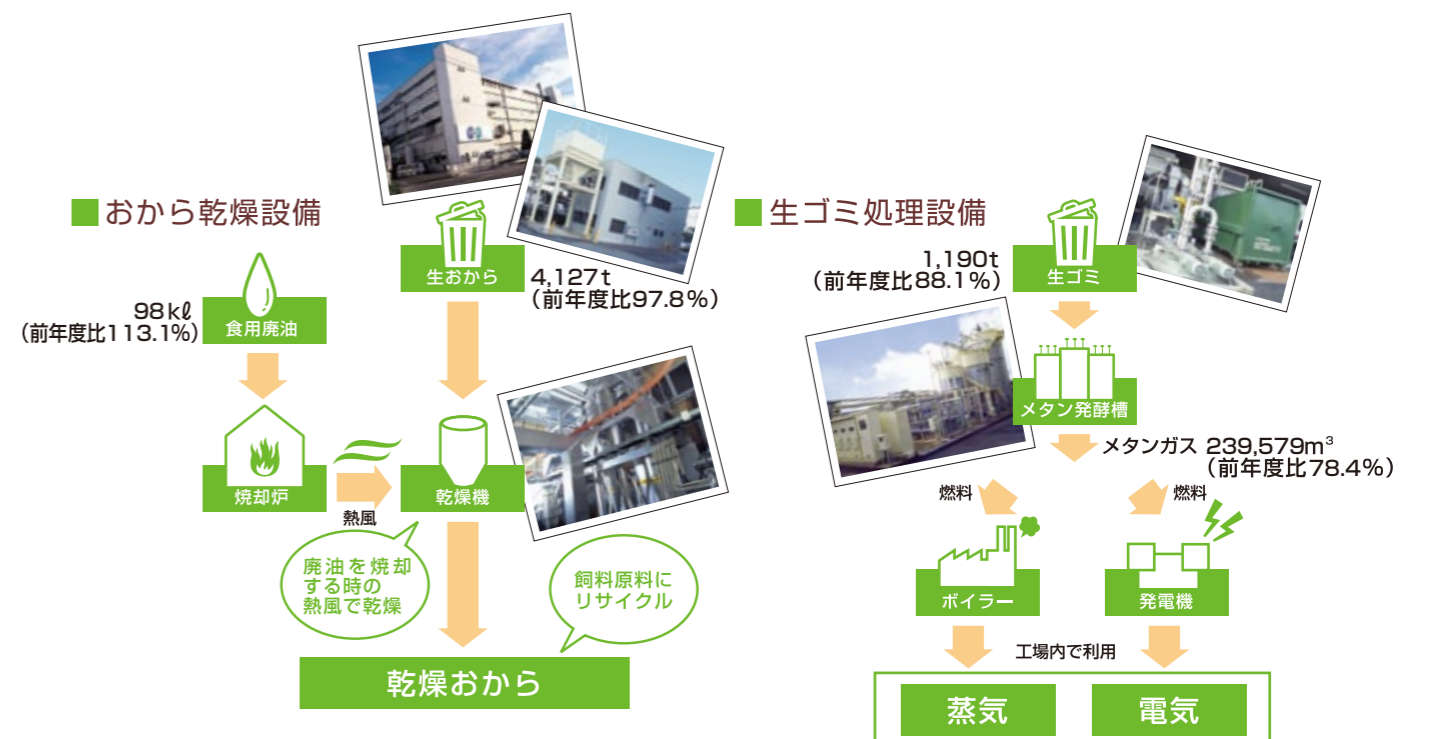 ■おから乾燥設備
98kℓ
（前年度比113.1%）
食用廃油
生おから
4,127t
（前年度比97.8％）
焼却炉
熱風
乾燥機
廃油を焼却
する時の
熱風で乾燥
飼料原料に
リサイクル
乾燥おから
■生ゴミ処理設備
1,190t
（前年度比88.1%）
生ゴミ
メタン発酵槽
メタンガス 239,579m³
（前年度比78.4％）
燃料
燃料
ボイラー
発電機
工場内で利用
蒸気
電気